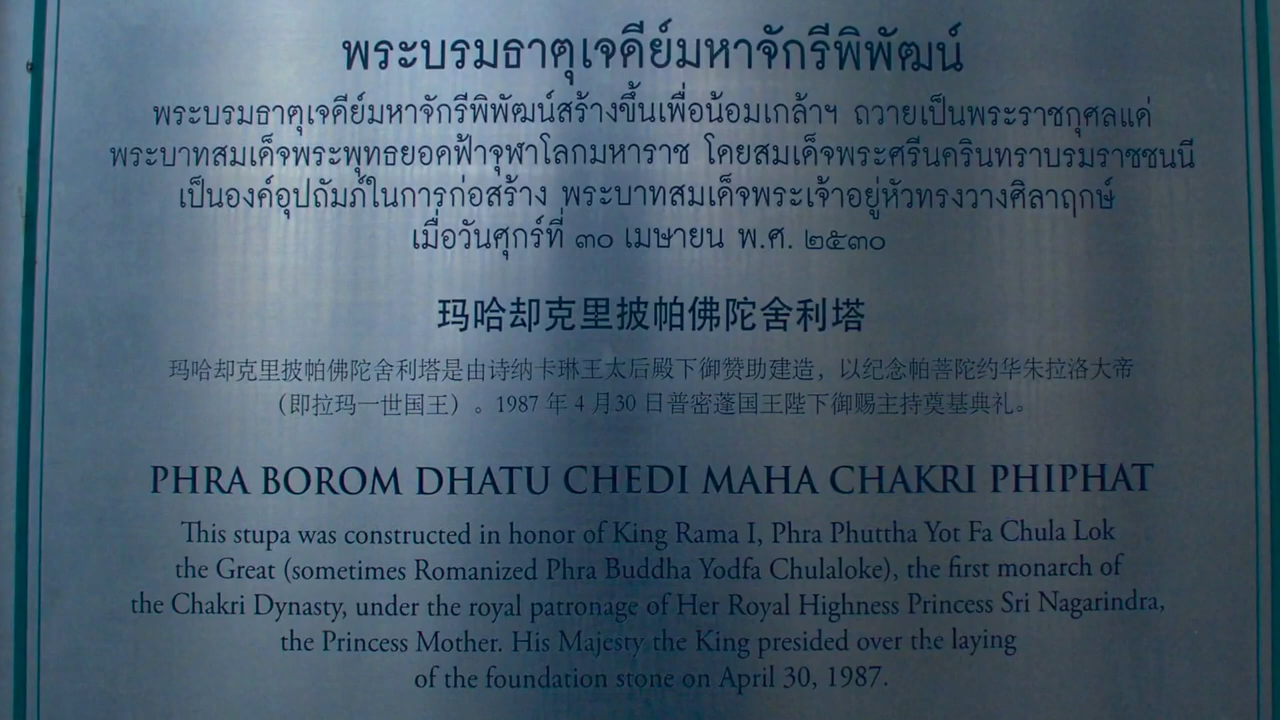 พระบรมธาตุเจดีย์มหาจักรีพิพัฒน์
พระบรมธาตุเจดีย์มหาจักรีพิพัฒน์สร้างขึ้นเพื่อน้อมเกล้าฯ ถวายเป็นพระราชกุศลแด่
พระบาทสมเด็จพระพุทธยอดฟ้าจุฬาโลกมหาราช โดยสมเด็จพระศรีนครินทราบรมราชชนนี
เป็นองค์อุปถัมภ์ในการก่อสร้าง พระบาทสมเด็จพระเจ้าอยู่หัวทรงวางศิลาฤกษ์
เมื่อวันศุกร์ที่ ๓๐ เมษายน พ.ศ. ๒๕๓๐
玛哈却克里披帕佛陀舍利塔
玛哈却克里披帕佛陀舍利塔是由诗纳卡琳王太后殿下御赞助建造，以纪念帕菩陀约华朱拉洛大帝
（即拉玛一世国王）。1987 年 4 月30 日普密蓬国王陛下御赐主持奠基典礼。
PHRA BOROM DHATU CHEDI MAHA CHAKRI PHIPHAT
This stupa was constructed in honor of King Rama I, Phra Phuttha Yot Fa Chula Lok
the Great (sometimes Romanized Phra Buddha Yodfa Chulaloke), the first monarch of
the Chakri Dynasty, under the royal patronage of Her Royal Highness Princess Sri Nagarindra,
the Princess Mother. His Majesty the King presided over the laying
of the foundation stone on April 30, 1987.